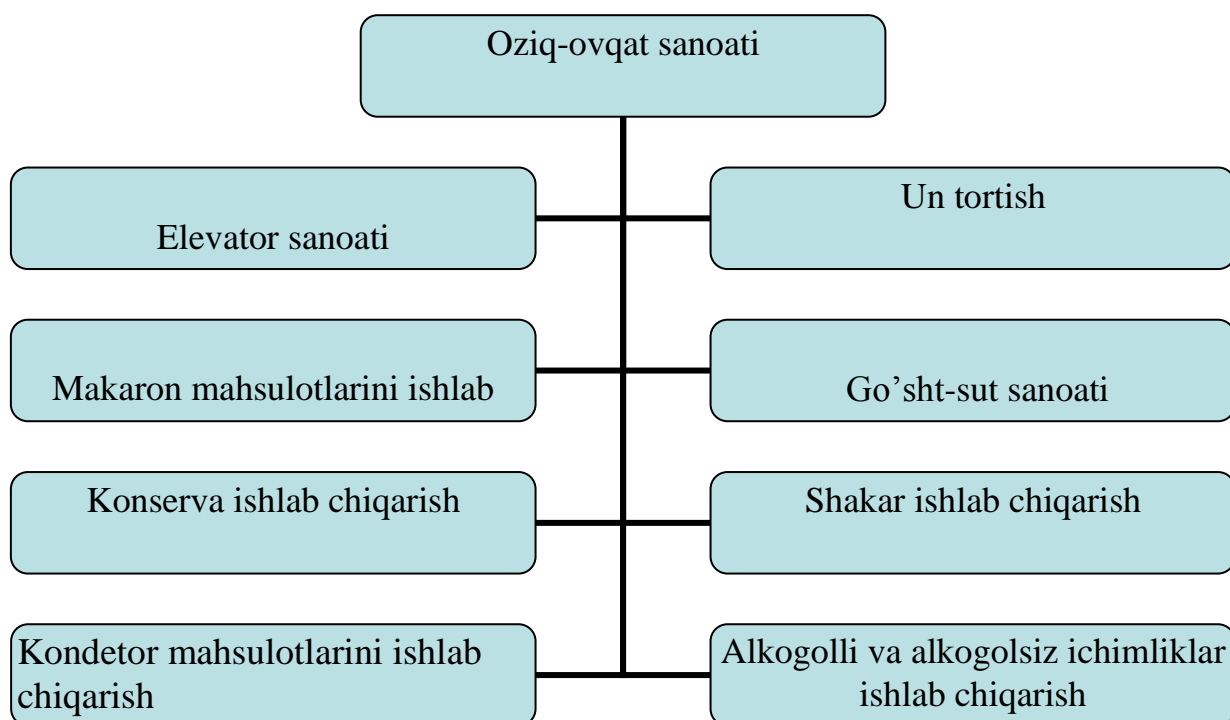 Oziq-ovqat sanoati
Elevator sanoati
Un tortish
Makaron mahsulotlarini ishlab
Go’sht-sut sanoati
Konserva ishlab chiqarish
Shakar ishlab chiqarish
Kondetor mahsulotlarini ishlab
chiqarish
Alkogolli va alkogolsiz ichimliklar
ishlab chiqarish